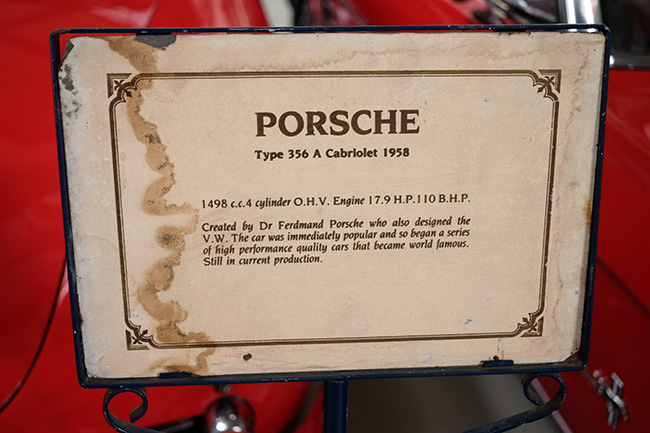 PORSCHE
Type 356 A Cabriolet 1958
1498 c.c.4 cylinder O.H.V. Engine 17.9 H.P.110 B.H.P.
Created by Dr Ferdmand Porsche who also designed the
V.W. The car was immediately popular and so began a series
of high performance quality cars that became world famous.
Still in current production.